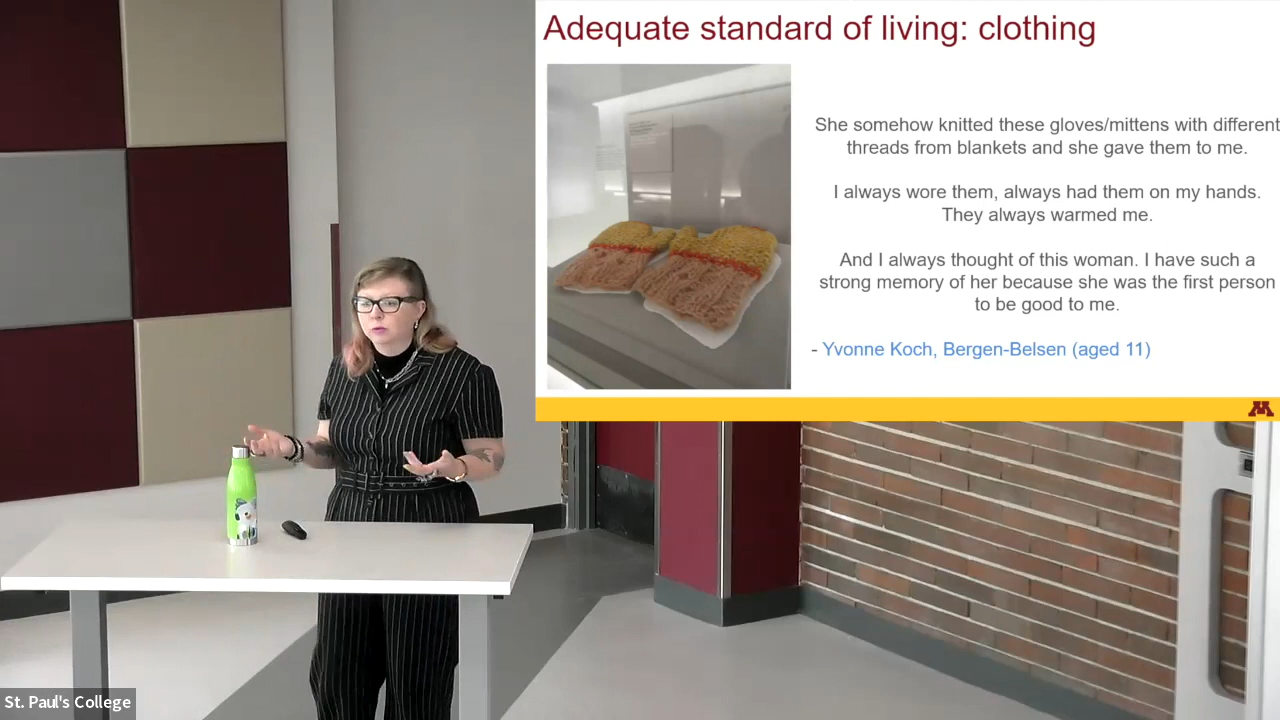 Adequate standard of living: clothing
She somehow knitted these gloves/mittens with different
threads from blankets and she gave them to me.
I always wore them, always had them on my hands.
They always warmed me.
And I always thought of this woman. I have such a
strong memory of her because she was the first person
to be good to me.
- Yvonne Koch, Bergen-Belsen (aged 11)
M
St. Paul's College